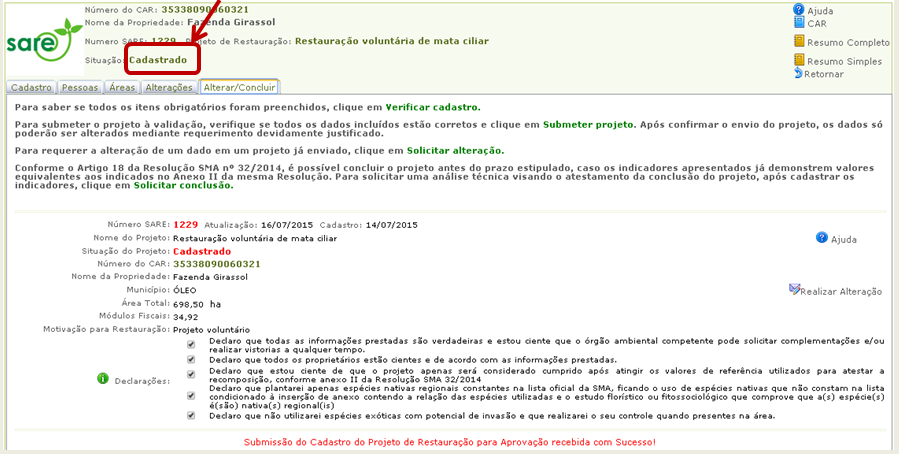 Número do CAR: 35338090060321
Nome da Propriedade: Fazenda Girassol
sare
Numero SARE: 1229 Projeto de Restauração: Restauração voluntária de mata ciliar
Situação: Cadastrado
Ajuda
CAR
Resumo Completo
Resumo Simples
Retornar
Cadastro Pessoas Áreas Alterações Alterar/Concluir
Para saber se todos os itens obrigatórios foram preenchidos, clique em Verificar cadastro.
Para submeter o projeto à validação, verifique se todos os dados incluídos estão corretos e clique em Submeter projeto. Após confirmar o envio do projeto, os dados só
poderão ser alterados mediante requerimento devidamente justificado.
Para requerer a alteração de um dado em um projeto já enviado, clique em Solicitar alteração.
Conforme o Artigo 18 da Resolução SMA nº 32/2014, é possível concluir o projeto antes do prazo estipulado, caso os indicadores apresentados já demonstrem valores
equivalentes aos indicados no Anexo II da mesma Resolução. Para solicitar uma análise técnica visando o atestamento da conclusão do projeto, após cadastrar os
indicadores, clique em Solicitar conclusão.
Número SARE: 1229 Atualização: 16/07/2015 Cadastro: 14/07/2015
Nome do Projeto: Restauração voluntária de mata ciliar
Ajuda
Situação do Projeto: Cadastrado
Número do CAR: 35338090060321
Nome da Propriedade: Fazenda Girassol
Município: ÓLEO
Realizar Alteração
Área Total: 698,50 ha
Módulos Fiscais: 34,92
Motivação para Restauração: Projeto voluntário
Declarações:
Declaro que todas as informações prestadas são verdadeiras e estou ciente que o órgão ambiental competente pode solicitar complementações e/ou
realizar vistorias a qualquer tempo.
Declaro que todos os proprietários estão cientes e de acordo com as informações prestadas.
Declaro que estou ciente de que o projeto apenas será considerado cumprido após atingir os valores de referência utilizados para atestar a
recomposição, conforme anexo II da Resolução SMA 32/2014
Declaro que plantarei apenas espécies nativas regionais constantes na lista oficial da SMA, ficando o uso de espécies nativas que não constam na lista
condicionado à inserção de anexo contendo a relação das espécies utilizadas e o estudo florístico ou fitossociológico que comprove que a(s) espécie(s)
é(são) nativa(s) regional(is)
Declaro que não utilizarei espécies exóticas com potencial de invasão e que realizarei o seu controle quando presentes na área.
Submissão do Cadastro do Projeto de Restauração para Aprovação recebida com Sucesso!